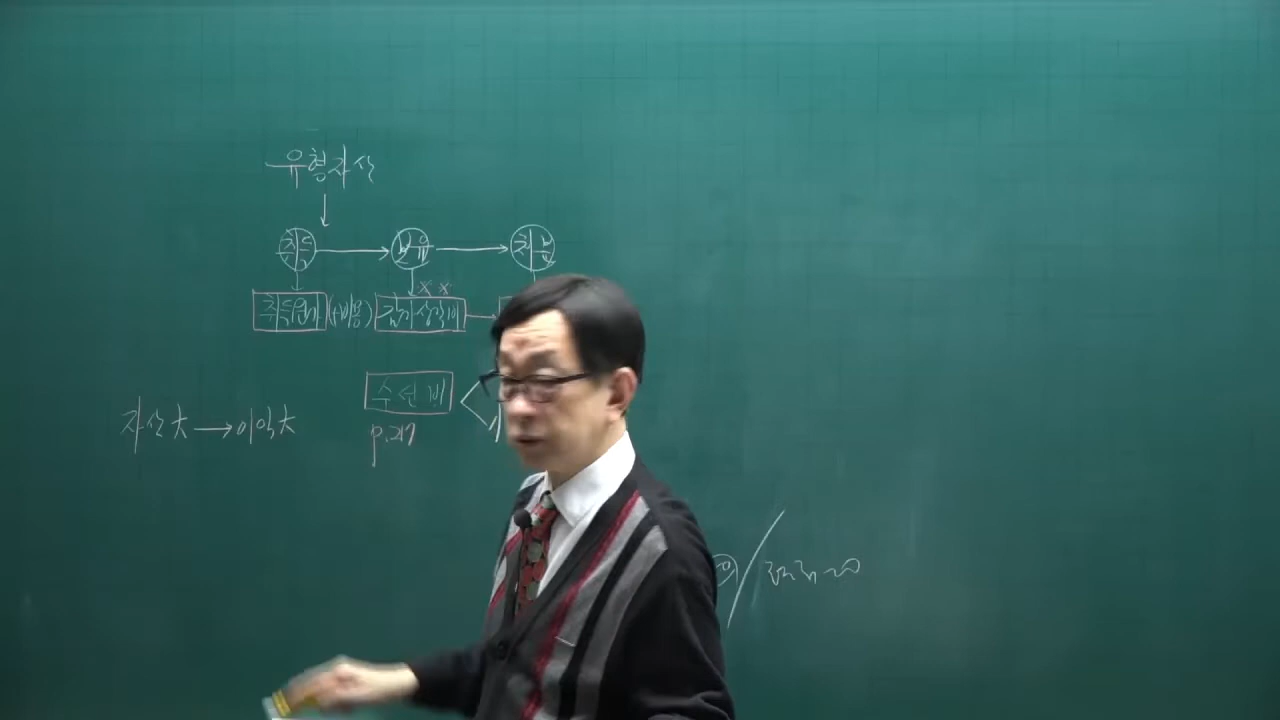 유형자산
취득 보유 처분
취득원가 (+비용) 감가상각비
수선비
자산大 → 이익大
p.217